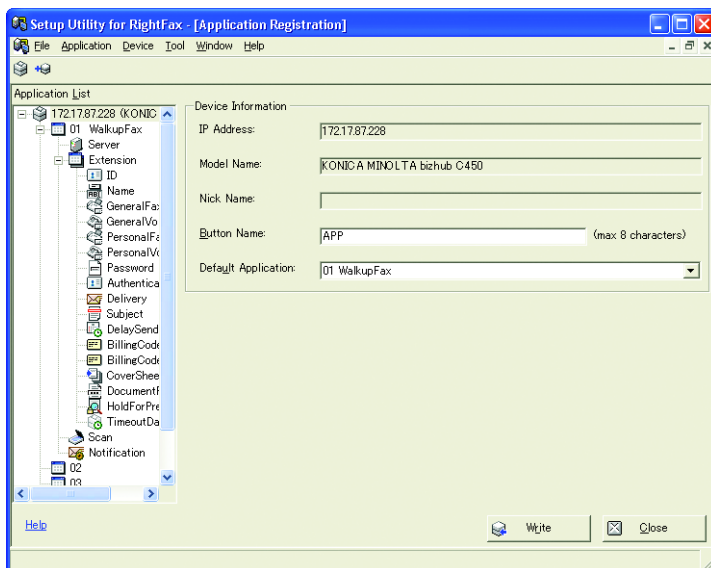 Setup Utility for RightFax - [Application Registration]
File Application Device Tool Window Help
Application List
172.17.87.228 (KONIC
01 WalkupFax
Server
Extension
ID
Name
GeneralFa
GeneralVo
PersonalFa
PersonalVo
Password
Authentica
Delivery
Subject
DelaySend
BillingCode
BillingCode
CoverShee
DocumentF
HoldForPre
TimeoutDa
Scan
Notification
02
03
Device Information
IP Address: 172.17.87.228
Model Name: KONICA MINOLTA bizhub C450
Nick Name:
Button Name: APP (max 8 characters)
Default Application: 01 WalkupFax
Help
Write Close